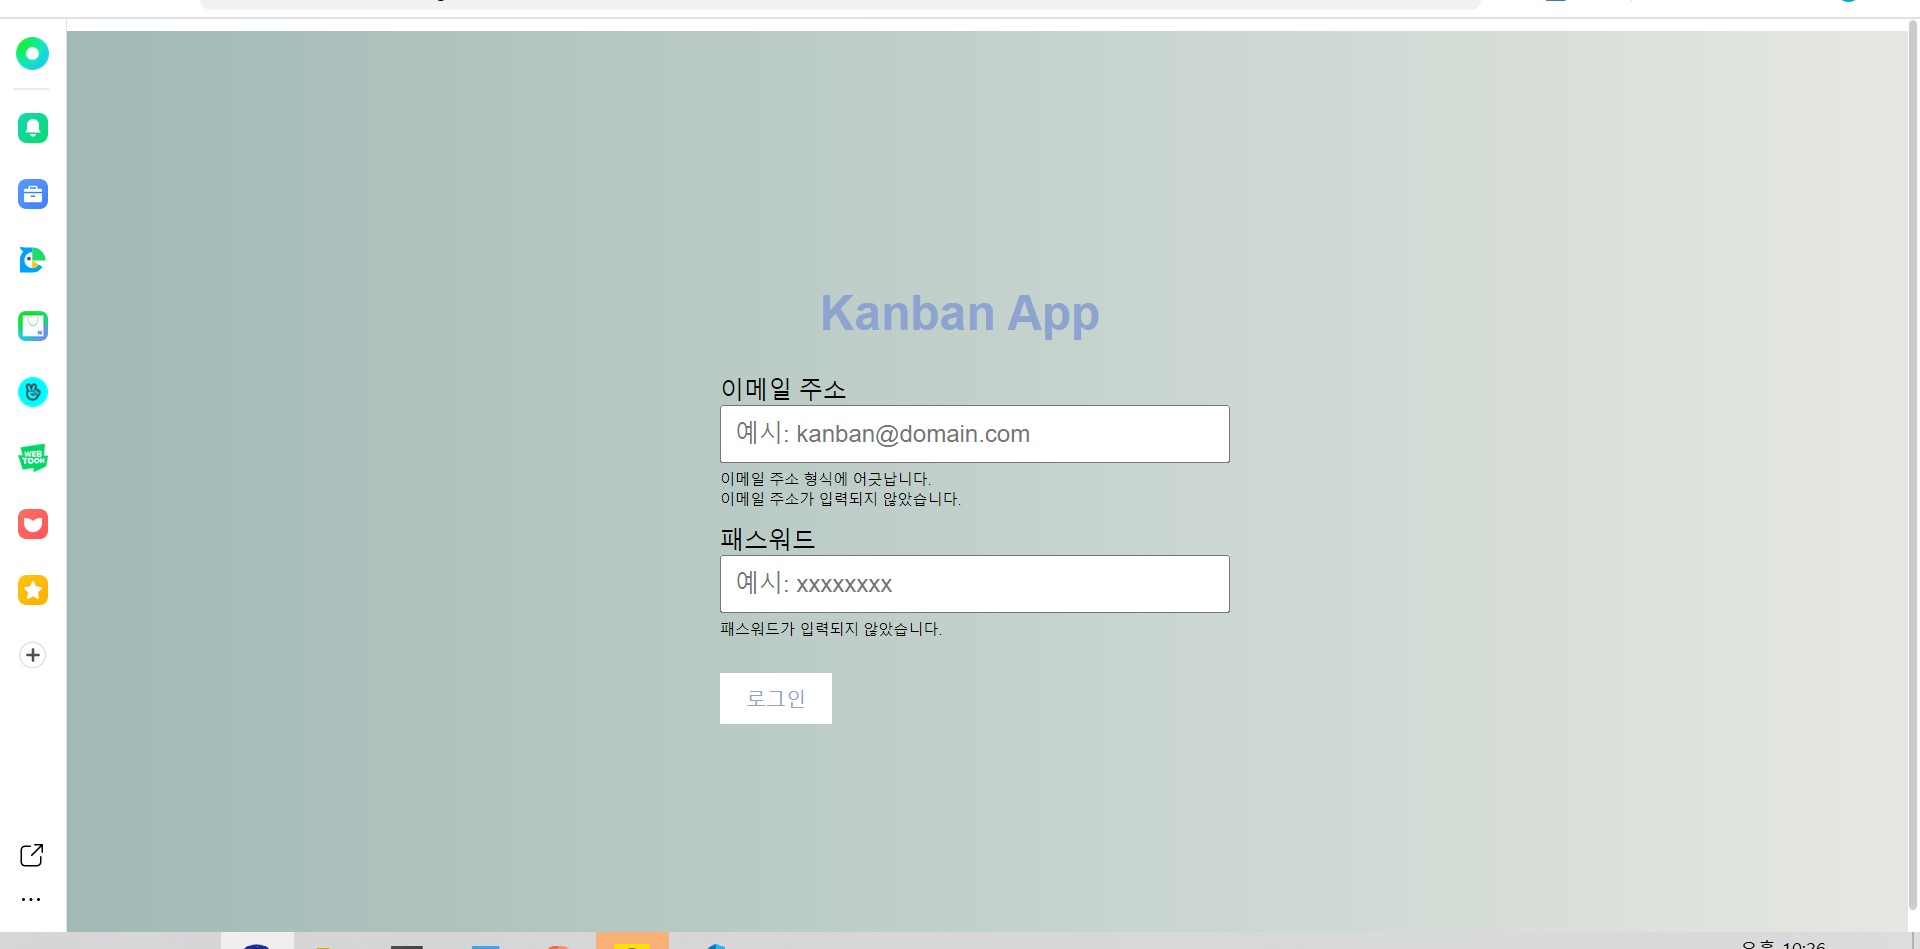 Kanban App
이메일 주소
예시: kanban@domain.com
이메일 주소 형식에 어긋납니다.
이메일 주소가 입력되지 않았습니다.
패스워드
예시: xxxxxxxx
패스워드가 입력되지 않았습니다.
로그인
WEB
TOON